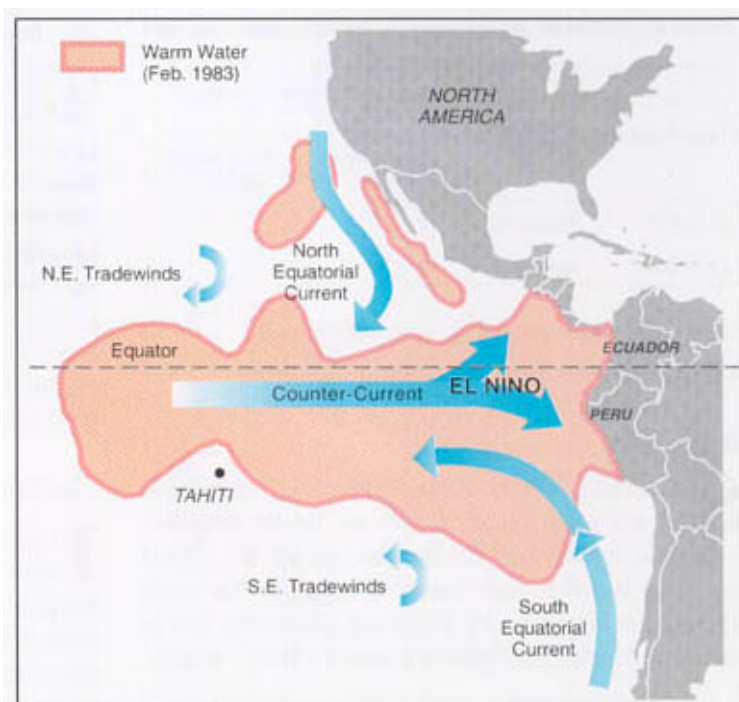 Warm Water
(Feb. 1983)
NORTH
AMERICA
N.E. Tradewinds
North
Equatorial
Current
Equator
ECUADOR
Counter-Current
EL NINO
PERU
TAHITI
S.E. Tradewinds
South
Equatorial
Current